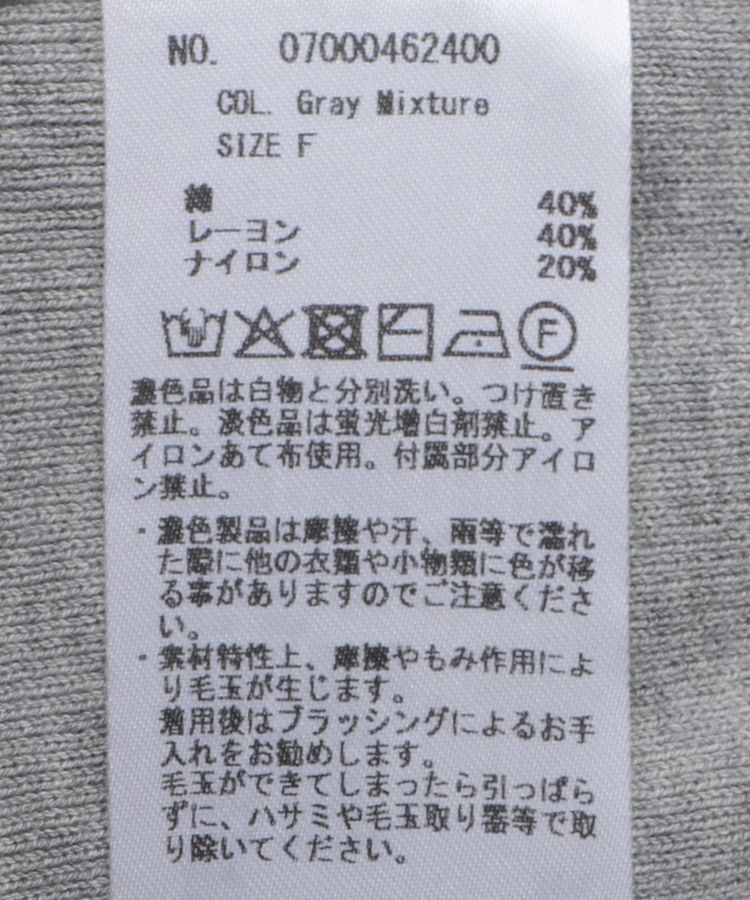 NO. 07000462400
COL. Gray Mixture
SIZE F
綿 40%
レーヨン 40%
ナイロン 20%
F
濃色品は白物と分別洗い。つけ置き
禁止。淡色品は蛍光増白剤禁止。ア
イロンあて布使用。付属部分アイロ
ン禁止。
・濃色製品は摩擦や汗、雨等で濡れ
た際に他の衣類や小物類に色が移
る事がありますのでご注意くださ
い。
・素材特性上、摩擦やもみ作用によ
り毛玉が生じます。
着用後はブラッシングによるお手
入れをお勧めします。
毛玉ができてしまったら引っぱら
ずに、ハサミや毛玉取り器等で取
り除いてください。